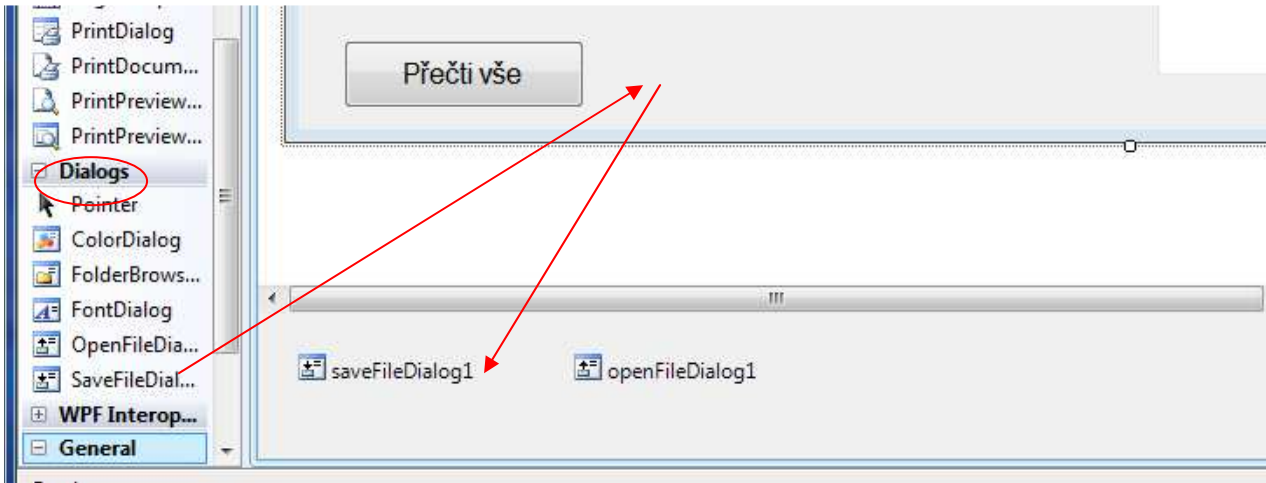 PrintDialog
PrintDocum...
PrintPreview...
PrintPreview...
Dialogs
Pointer
ColorDialog
FolderBrows...
FontDialog
OpenFileDia...
SaveFileDial...
WPF Interop...
General
Přečti vše
saveFileDialog1
openFileDialog1